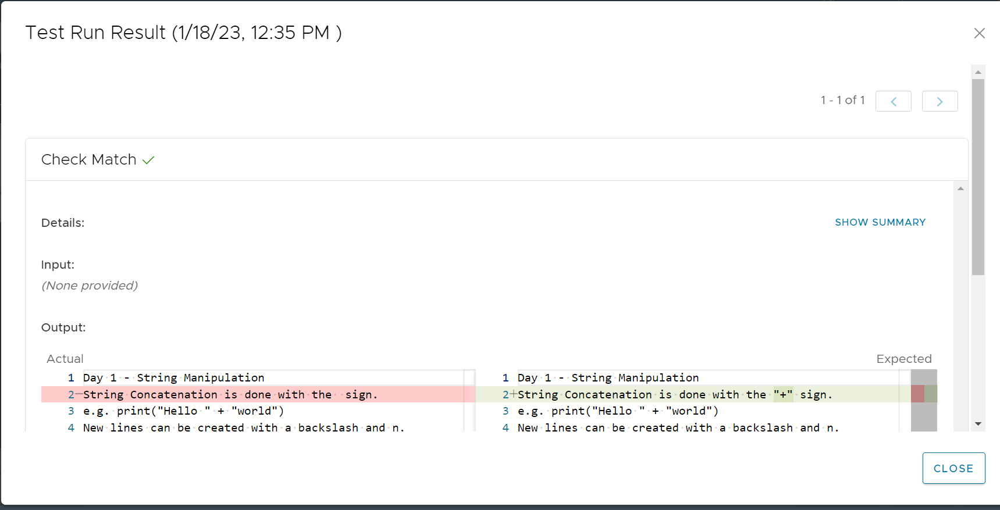 Test Run Result (1/18/23, 12:35 PM )
1 - 1 of 1
Check Match
Details:
SHOW SUMMARY
Input:
(None provided)
Output:
Actual
Expected
1 Day·1·-·String·Manipulation
2 String·Concatenation·is·done·with·the··sign.
3 e.g.·print("Hello·"·+·"world")
4 New·lines·can·be·created·with·a·backslash·and·n.
1 Day·1·-·String·Manipulation
2+String·Concatenation·is·done·with·the·"+"·sign.
3 e.g.·print("Hello·"·+·"world")
4 New·lines·can·be·created·with·a·backslash·and·n.
CLOSE